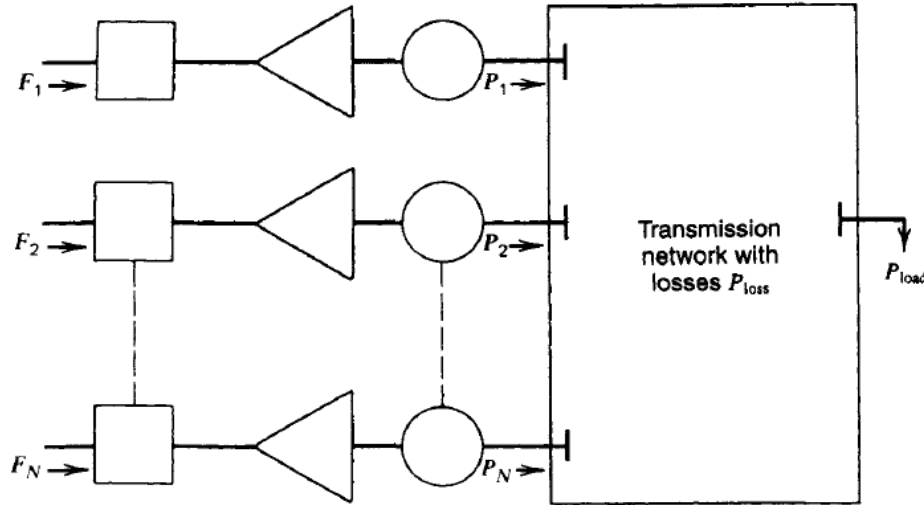 F1 P1
F2 P2
Transmission
network with
losses Ploss
Pload
FN PN